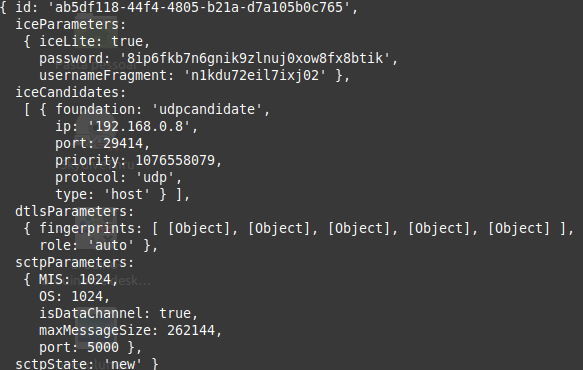 { id: 'ab5df118-44f4-4805-b21a-d7a105b0c765',
iceParameters:
{ iceLite: true,
password: '8ip6fkb7n6gnik9zlnuj0xow8fx8btik',
usernameFragment: 'n1kdu72eil7ixj02' },
iceCandidates:
[ { foundation: 'udpcandidate',
ip: '192.168.0.8',
port: 29414,
priority: 1076558079,
protocol: 'udp',
type: 'host' } ],
dtlsParameters:
{ fingerprints: [ [Object], [Object], [Object], [Object], [Object] ],
role: 'auto' },
sctpParameters:
{ MIS: 1024,
OS: 1024,
isDataChannel: true,
maxMessageSize: 262144,
port: 5000 },
sctpState: 'new' }